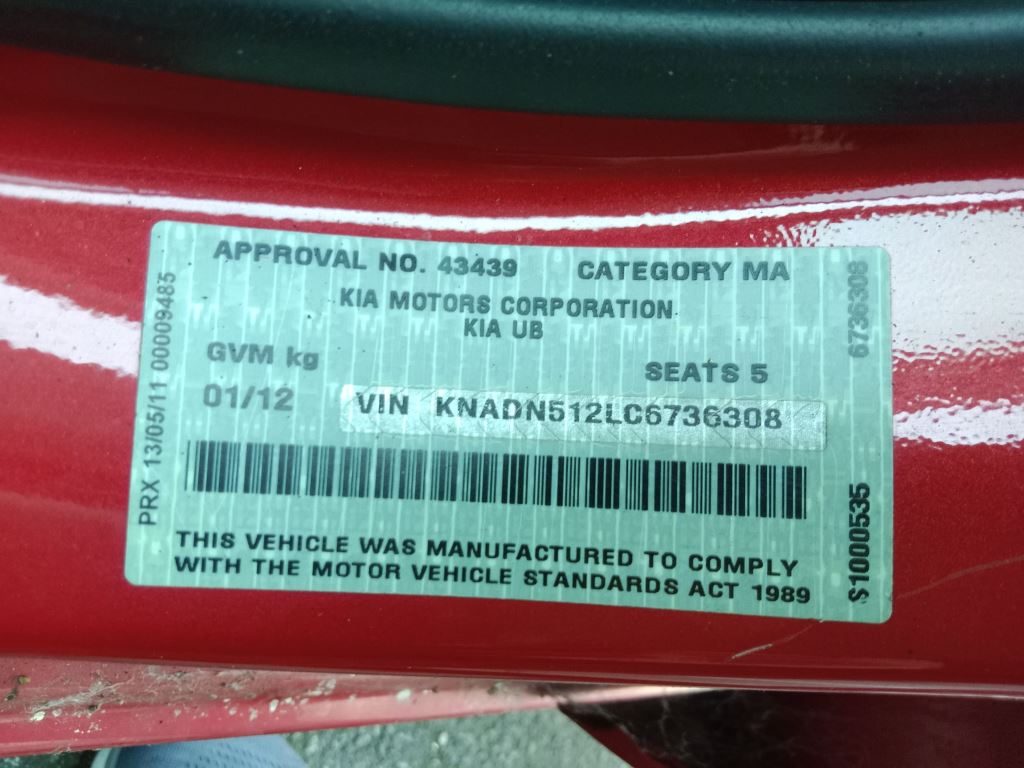 APPROVAL NO. 43439 CATEGORY MA
KIA MOTORS CORPORATION
KIA UB
GVM kg
SEATS 5
01/12
VIN KNADN512LC6736308
THIS VEHICLE WAS MANUFACTURED TO COMPLY
WITH THE MOTOR VEHICLE STANDARDS ACT 1989
PRX 13/05/11 00009485
6736308
$1000535